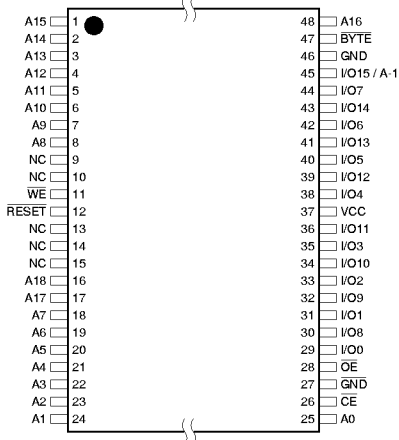 A15 1 48 A16
A14 2 47 BYTE
A13 3 46 GND
A12 4 45 I/O15 / A-1
A11 5 44 I/O7
A10 6 43 I/O14
A9 7 42 I/O6
A8 8 41 I/O13
NC 9 40 I/O5
NC 10 39 I/O12
WE 11 38 I/O4
RESET 12 37 VCC
NC 13 36 I/O11
NC 14 35 I/O3
NC 15 34 I/O10
A18 16 33 I/O2
A17 17 32 I/O9
A7 18 31 I/O1
A6 19 30 I/O8
A5 20 29 I/O0
A4 21 28 OE
A3 22 27 GND
A2 23 26 CE
A1 24 25 A0